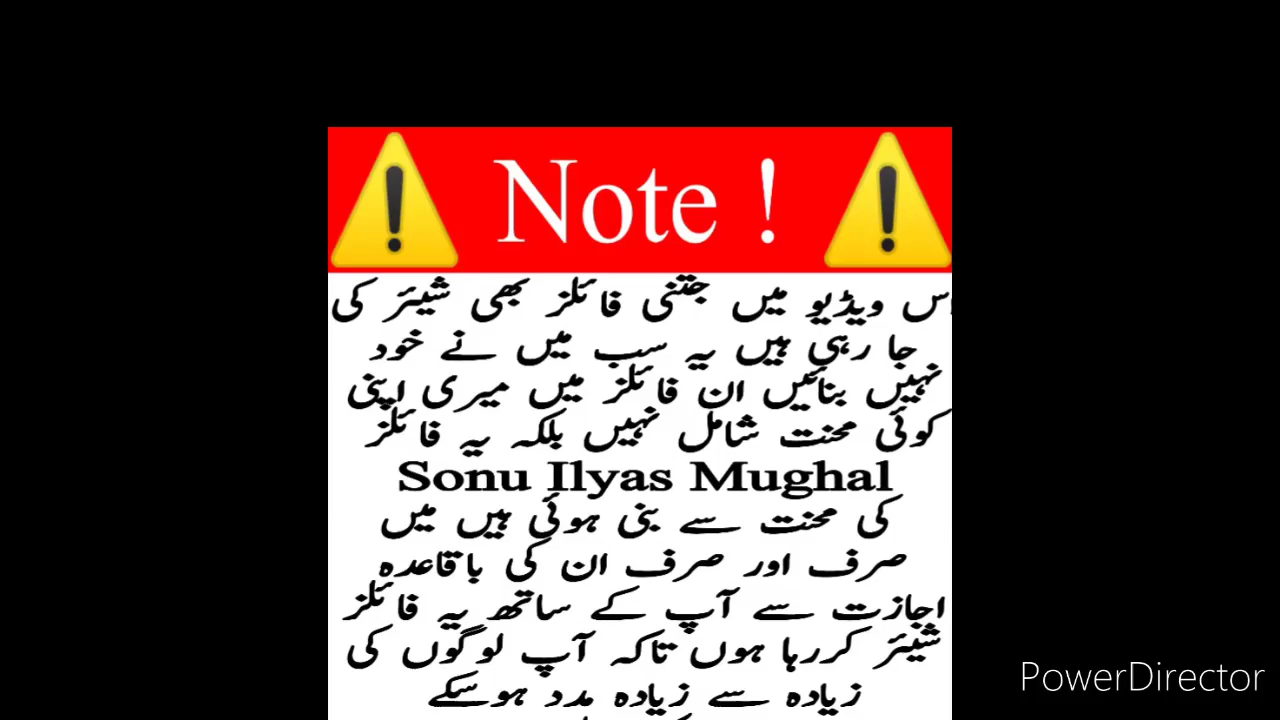 Note !
اس ویڈیو میں جتنی فائلز بھی شیئر کی
جا رہی ہیں یہ سب میں نے خود
نہیں بنائیں ان فائلز میں میری اپنی
کوئی محنت شامل نہیں بلکہ یہ فائلز
Sonu Ilyas Mughal
کی محنت سے بنی ہوئی ہیں میں
صرف اور صرف ان کی باقاعدہ
اجازت سے آپ کے ساتھ یہ فائلز
شیئر کررہا ہوں تاکہ آپ لوگوں کی
زیادہ سے زیادہ مدد ہوسکے
PowerDirector